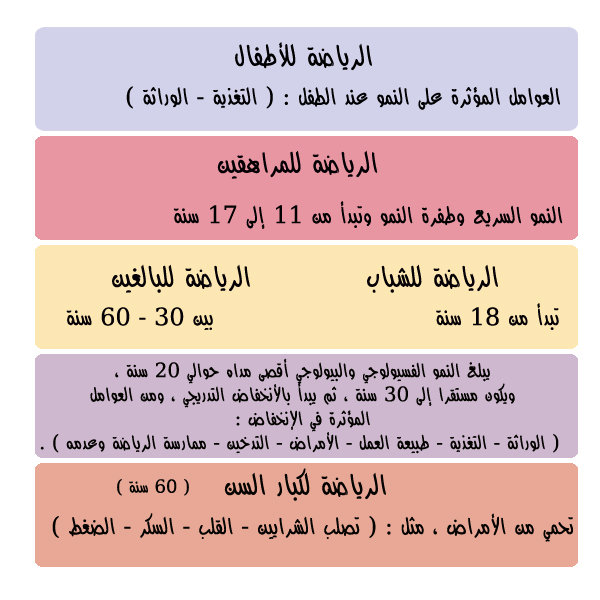 الرياضة للأطفال
العوامل المؤثرة على النمو عند الطفل : ( التغذية - الوراثة )
الرياضة للمراهقين
النمو السريع وطفرة النمو وتبدأ من 11 إلى 17 سنة
الرياضة للشباب
تبدأ من 18 سنة
الرياضة للبالغين
بين 30 - 60 سنة
يبلغ النمو الفسيولوجي والبيولوجي أقصى مداه حوالي 20 سنة ،
ويكون مستقرا إلى 30 سنة ، ثم يبدأ بالأنخفاض التدريجي ، ومن العوامل
المؤثرة في الإنخفاض :
( الوراثة - التغذية - طبيعة العمل - الأمراض - التدخين - ممارسة الرياضة وعدمه ) .
الرياضة لكبار السن ( 60 سنة )
تحمي من الأمراض ، مثل : ( تصلب الشرايين - القلب - السكر - الضغط )